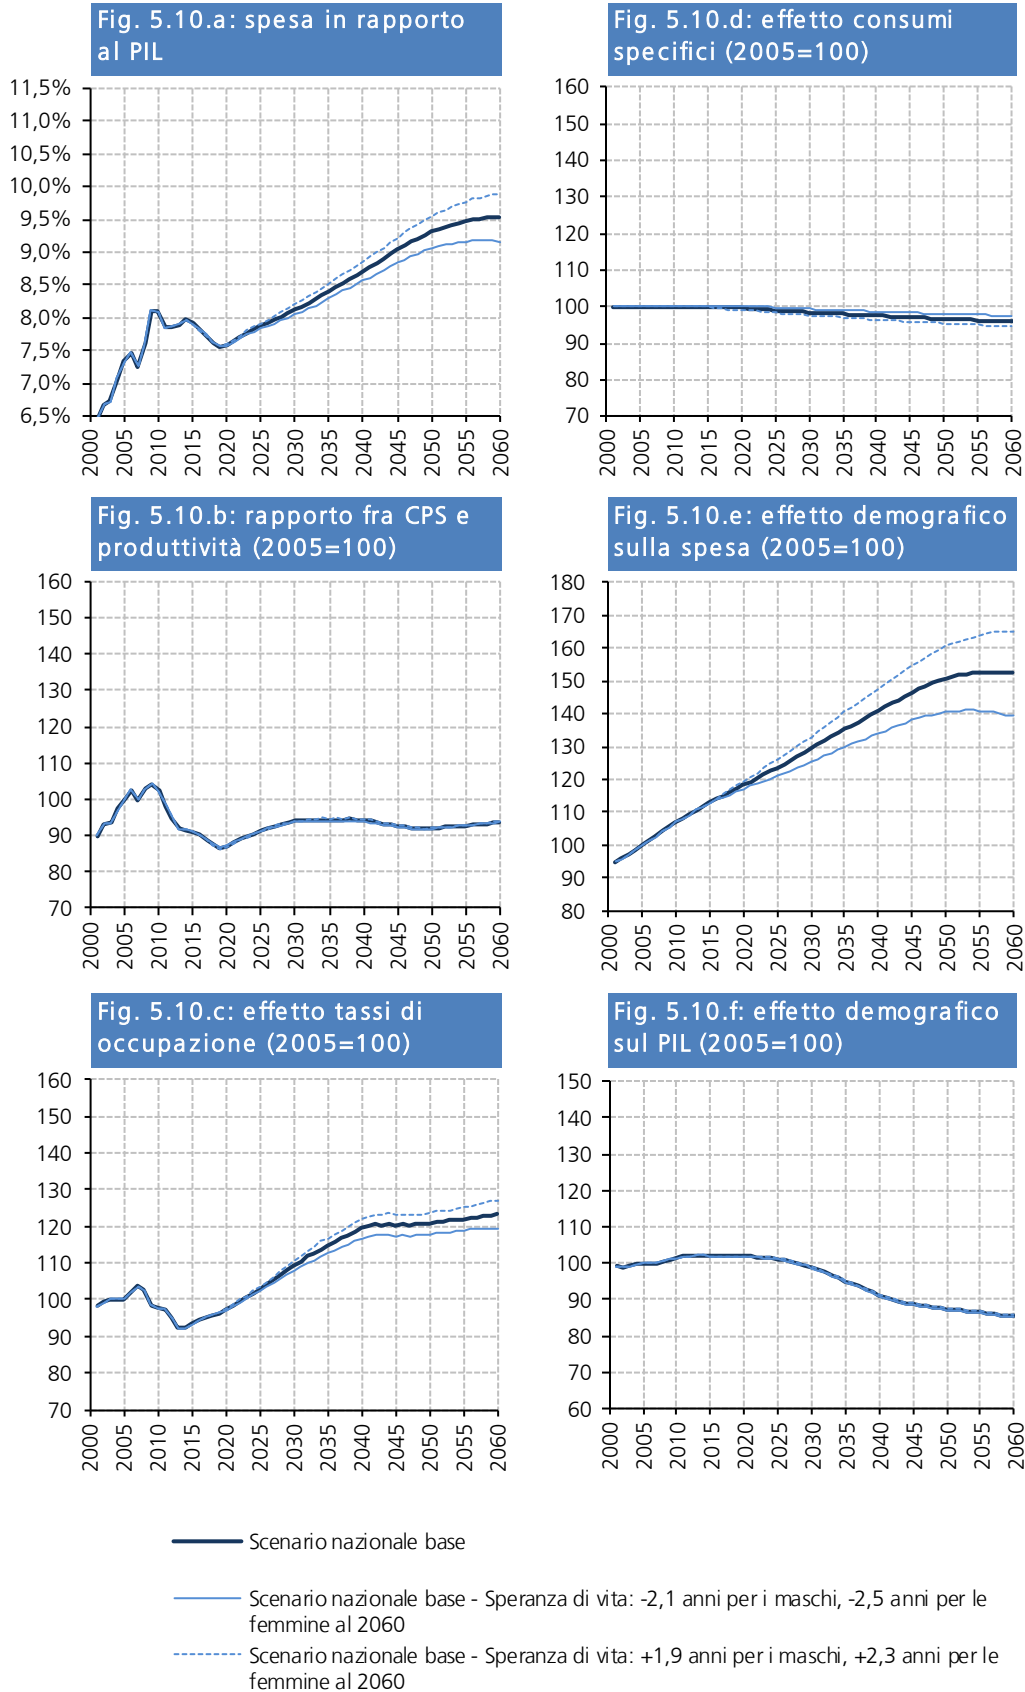 Fig. 5.10.a: spesa in rapporto
al PIL
11,5%
11,0%
10,5%
10,0%
9,5%
9,0%
8,5%
8,0%
7,5%
7,0%
6,5%
2000 2005 2010 2015 2020 2025 2030 2035 2040 2045 2050 2055 2060
Fig. 5.10.d: effetto consumi
specifici (2005=100)
160
150
140
130
120
110
100
90
80
70
2000 2005 2010 2015 2020 2025 2030 2035 2040 2045 2050 2055 2060
Fig. 5.10.b: rapporto fra CPS e
produttività (2005=100)
160
150
140
130
120
110
100
90
80
70
2000 2005 2010 2015 2020 2025 2030 2035 2040 2045 2050 2055 2060
Fig. 5.10.e: effetto demografico
sulla spesa (2005=100)
180
170
160
150
140
130
120
110
100
90
80
2000 2005 2010 2015 2020 2025 2030 2035 2040 2045 2050 2055 2060
Fig. 5.10.c: effetto tassi di
occupazione (2005=100)
160
150
140
130
120
110
100
90
80
70
2000 2005 2010 2015 2020 2025 2030 2035 2040 2045 2050 2055 2060
Fig. 5.10.f: effetto demografico
sul PIL (2005=100)
150
140
130
120
110
100
90
80
70
60
2000 2005 2010 2015 2020 2025 2030 2035 2040 2045 2050 2055 2060
Scenario nazionale base
Scenario nazionale base - Speranza di vita: -2,1 anni per i maschi, -2,5 anni per le
femmine al 2060
Scenario nazionale base - Speranza di vita: +1,9 anni per i maschi, +2,3 anni per le
femmine al 2060